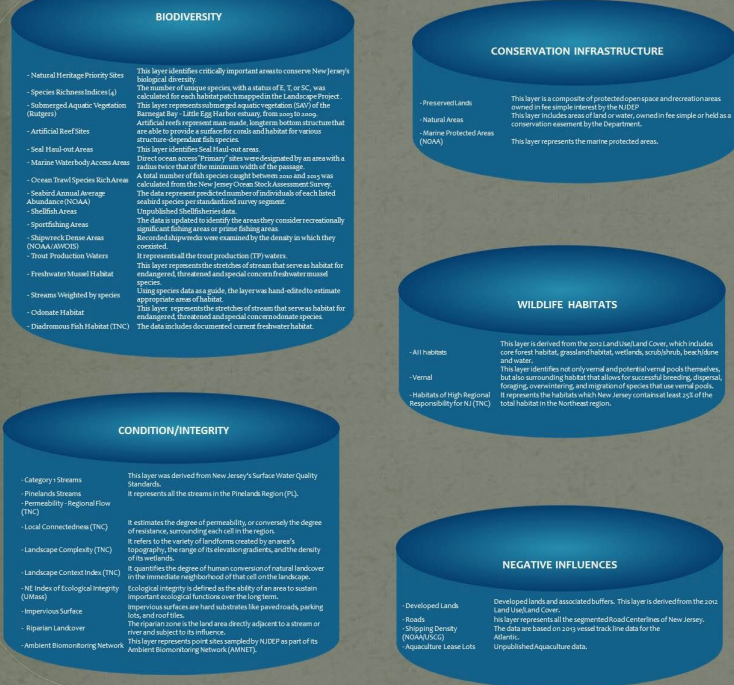 BIODIVERSITY
- Natural Heritage Priority Sites
This layer identifies critically important areas to conserve New Jersey's
biological diversity.
- Species Richness Indices (4)
The number of unique species, with a status of E, T, or SC, was
calculated for each habitat patch mapped in the Landscape Project .
- Submerged Aquatic Vegetation
(Rutgers)
This layer represents submerged aquatic vegetation (SAV) of the
Barnegat Bay - Little Egg Harbor estuary, from 2003 to 2009.
- Artificial Reef Sites
Artificial reefs represent man-made, longterm bottom structure that
are able to provide a surface for corals and habitat for various
structure-dependant fish species.
- Seal Haul-out Areas
This layer identifies Seal Haul-out areas.
- Marine Waterbody Access Areas
Direct ocean access "Primary" sites were designated by an area with a
radius twice that of the minimum width of the passage.
- Ocean Trawl Species Rich Areas
A total number of fish species caught between 2010 and 2015 was
calculated from the New Jersey Ocean Stock Assessment Survey.
- Seabird Annual Average
Abundance (NOAA)
The data represent predicted number of individuals of each listed
seabird species per standardized survey segment.
- Shellfish Areas
Unpublished Shellfisheries data.
- Sportfishing Areas
The data is updated to identify the areas they consider recreationally
significant fishing areas or prime fishing areas.
- Shipwreck Dense Areas
(NOAA/AWOIS)
Recorded shipwrecks were examined by the density in which they
coexisted.
- Trout Production Waters
It represents all the trout production (TP) waters.
- Freshwater Mussel Habitat
This layer represents the stretches of stream that serve as habitat for
endangered, threatened and special concern freshwater mussel
species.
- Streams Weighted by species
Using species data as a guide, the layer was hand-edited to estimate
appropriate areas of habitat.
- Odonate Habitat
This layer represents the stretches of stream that serve as habitat for
endangered, threatened and special concern odonate species.
- Diadromous Fish Habitat (TNC)
The data includes documented current freshwater habitat.
CONSERVATION INFRASTRUCTURE
- Preserved Lands
This layer is a composite of protected open space and recreation areas
owned in fee simple interest by the NJDEP
- Natural Areas
This layer includes areas of land or water, owned in fee simple or held as a
conservation easement by the Department.
- Marine Protected Areas
(NOAA)
This layer represents the marine protected areas.
WILDLIFE HABITATS
- All habitats
This layer is derived from the 2012 Land Use/Land Cover, which includes
core forest habitat, grassland habitat, wetlands, scrub/shrub, beach/dune
and water.
- Vernal
This layer identifies not only vernal and potential vernal pools themselves,
but also surrounding habitat that allows for successful breeding, dispersal,
foraging, overwintering, and migration of species that use vernal pools.
- Habitats of High Regional
Responsibility for NJ (TNC)
It represents the habitats which New Jersey contains at least 25% of the
total habitat in the Northeast region.
CONDITION/INTEGRITY
- Category 1 Streams
This layer was derived from New Jersey's Surface Water Quality
Standards.
- Pinelands Streams
It represents all the streams in the Pinelands Region (PL).
- Permeability - Regional Flow
(TNC)
- Local Connectedness (TNC)
It estimates the degree of permeability, or conversely the degree
of resistance, surrounding each cell in the region.
- Landscape Complexity (TNC)
It refers to the variety of landforms created by an area's
topography, the range of its elevation gradients, and the density
of its wetlands.
- Landscape Context Index (TNC)
It quantifies the degree of human conversion of natural landcover
in the immediate neighborhood of that cell on the landscape.
- NE Index of Ecological Integrity
(UMass)
Ecological integrity is defined as the ability of an area to sustain
important ecological functions over the long term.
- Impervious Surface
Impervious surfaces are hard substrates like paved roads, parking
lots, and roof tiles.
- Riparian Landcover
The riparian zone is the land area directly adjacent to a stream or
river and subject to its influence.
- Ambient Biomonitoring Network
This layer represents point sites sampled by NJDEP as part of its
Ambient Biomonitoring Network (AMNET).
NEGATIVE INFLUENCES
- Developed Lands
Developed lands and associated buffers. This layer is derived from the 2012
Land Use/Land Cover.
- Roads
his layer represents all the segmented Road Centerlines of New Jersey.
- Shipping Density
(NOAA/USCG)
The data are based on 2013 vessel track line data for the
Atlantic.
- Aquaculture Lease Lots
Unpublished Aquaculture data.